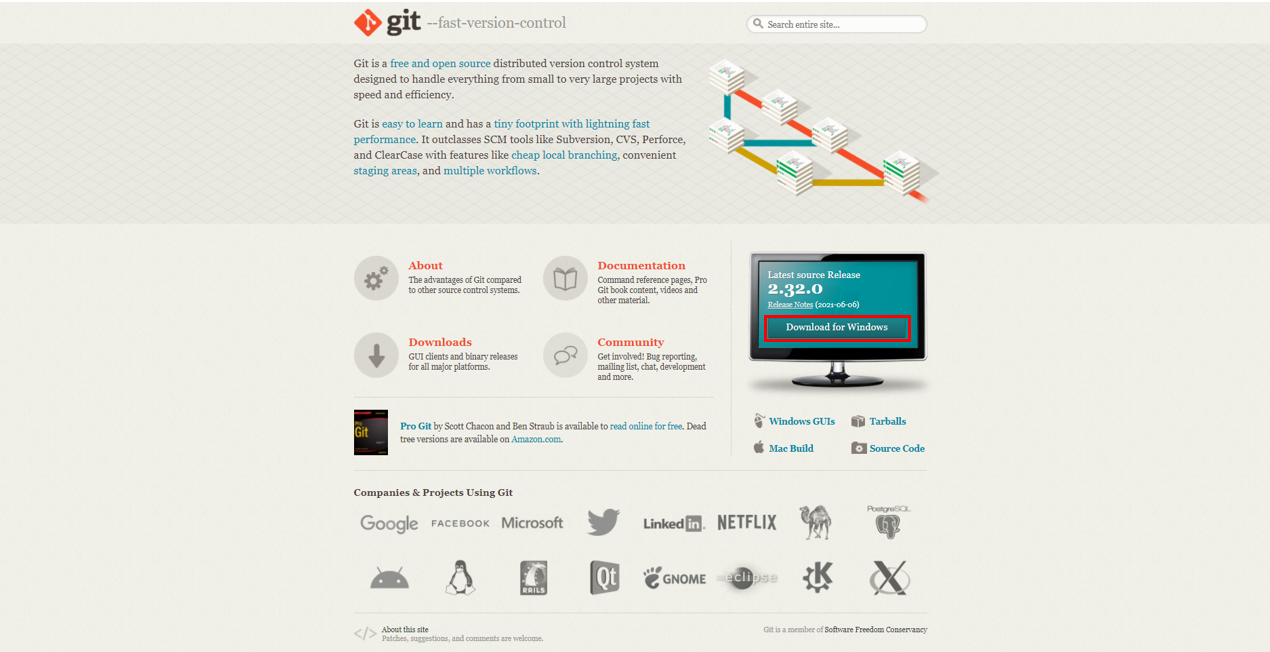 git --fast-version-control
Search entire site...
Git is a free and open source distributed version control system
designed to handle everything from small to very large projects with
speed and efficiency.
Git is easy to learn and has a tiny footprint with lightning fast
performance. It outclasses SCM tools like Subversion, CVS, Perforce,
and ClearCase with features like cheap local branching, convenient
staging areas, and multiple workflows.
About
The advantages of Git compared
to other source control systems.
Documentation
Command reference pages, Pro
Git book content, videos and
other material.
Downloads
GUI clients and binary releases
for all major platforms.
Community
Get involved! Bug reporting,
mailing list, chat, development
and more.
Latest source Release
2.32.0
Release Notes (2021-06-06)
Download for Windows
Pro
Git
Pro Git by Scott Chacon and Ben Straub is available to read online for free. Dead
tree versions are available on Amazon.com.
Windows GUIs
Tarballs
Mac Build
Source Code
Companies & Projects Using Git
Google FACEBOOK Microsoft LinkedIn NETFLIX PostgreSQL
RAILS Qt GNOME eclipse K X
</> About this site
Patches, suggestions, and comments are welcome.
Git is a member of Software Freedom Conservancy